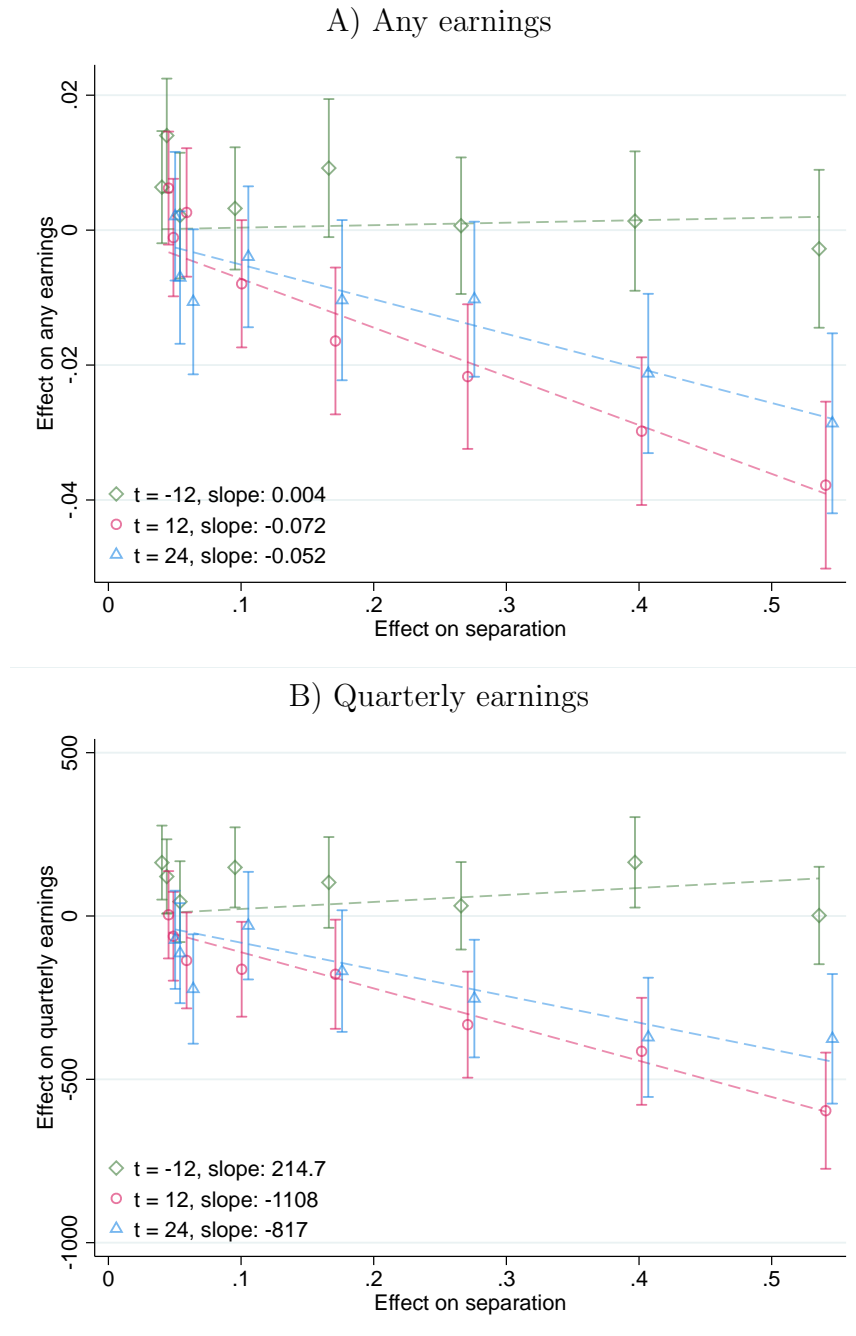 A) Any earnings
Effect on any earnings
.02
0
-.02
-.04
t = -12, slope: 0.004
t = 12, slope: -0.072
t = 24, slope: -0.052
0 .1 .2 .3 .4 .5
Effect on separation
B) Quarterly earnings
Effect on quarterly earnings
500
0
-500
-1000
t = -12, slope: 214.7
t = 12, slope: -1108
t = 24, slope: -817
0 .1 .2 .3 .4 .5
Effect on separation